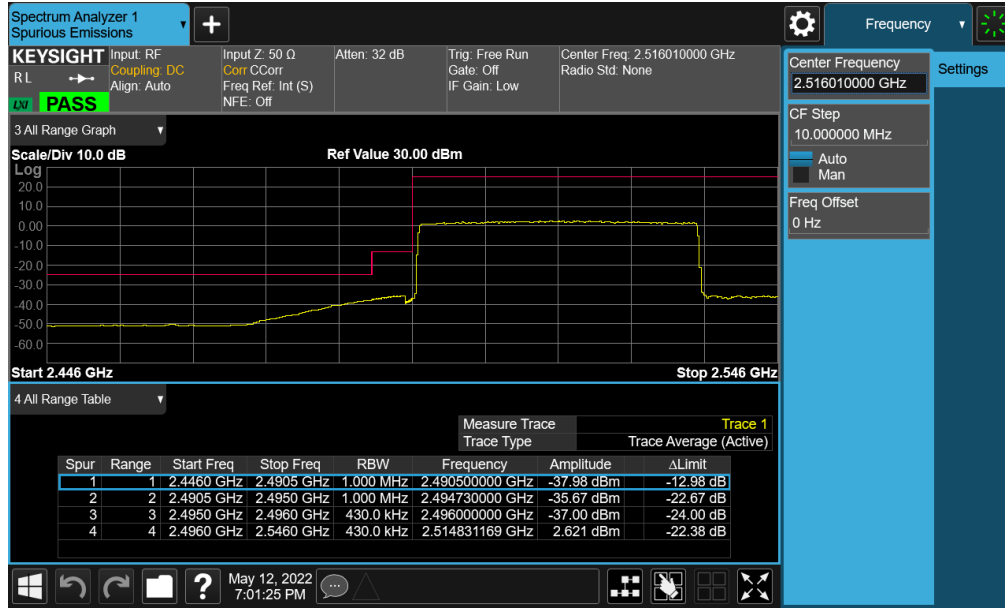 Spectrum Analyzer 1
Spurious Emissions
+
Frequency
KEYSIGHT
Input: RF
Input Z: 50 Ω
Atten: 32 dB
Trig: Free Run
Center Freq: 2.516010000 GHz
RL
Coupling: DC
Corr CCorr
Gate: Off
Radio Std: None
Align: Auto
Freq Ref: Int (S)
IF Gain: Low
LXI
PASS
NFE: Off
Center Frequency
2.516010000 GHz
Settings
CF Step
10.000000 MHz
Auto
Man
Freq Offset
0 Hz
3 All Range Graph
Scale/Div 10.0 dB
Ref Value 30.00 dBm
Log
20.0
10.0
0.00
-10.0
-20.0
-30.0
-40.0
-50.0
-60.0
Start 2.446 GHz
Stop 2.546 GHz
4 All Range Table
Measure Trace Trace 1
Trace Type Trace Average (Active)
Spur Range Start Freq Stop Freq RBW Frequency Amplitude ΔLimit
1 1 2.4460 GHz 2.4905 GHz 1.000 MHz 2.490500000 GHz -37.98 dBm -12.98 dB
2 2 2.4905 GHz 2.4950 GHz 1.000 MHz 2.494730000 GHz -35.67 dBm -22.67 dB
3 3 2.4950 GHz 2.4960 GHz 430.0 kHz 2.496000000 GHz -37.00 dBm -24.00 dB
4 4 2.4960 GHz 2.5460 GHz 430.0 kHz 2.514831169 GHz 2.621 dBm -22.38 dB
?
May 12, 2022
7:01:25 PM